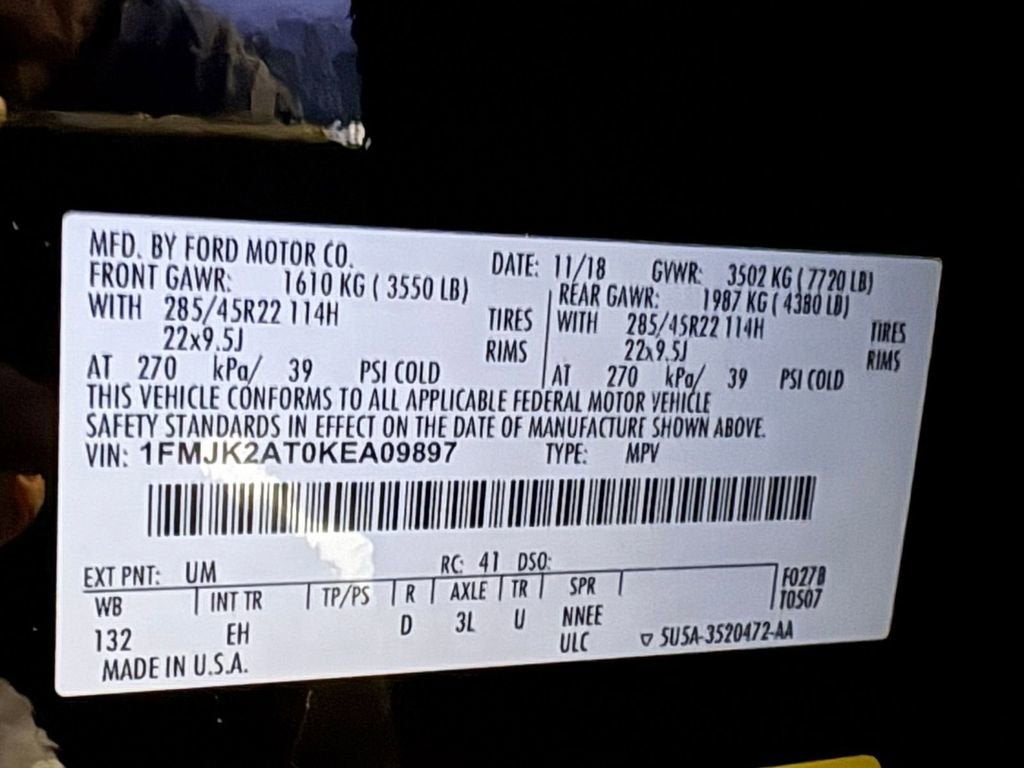 MFD. BY FORD MOTOR CO. DATE: 11/18 GVWR: 3502 KG ( 7720 LB)
FRONT GAWR: 1610 KG ( 3550 LB) REAR GAWR: 1987 KG ( 4380 LB)
WITH 285/45R22 114H TIRES WITH 285/45R22 114H TIRES
22x9.5J RIMS 22x9.5J RIMS
AT 270 kPa/ 39 PSI COLD AT 270 kPa/ 39 PSI COLD
THIS VEHICLE CONFORMS TO ALL APPLICABLE FEDERAL MOTOR VEHICLE
SAFETY STANDARDS IN EFFECT ON THE DATE OF MANUFACTURE SHOWN ABOVE.
VIN: 1FMJK2AT0KEA09897 TYPE: MPV
EXT PNT: UM RC: 41 DSO:
WB INT TR TP/PS R AXLE TR SPR F0278
T0507
132 EH D 3L U NNEE
ULC ▽ 5U5A-3520472-AA
MADE IN U.S.A.